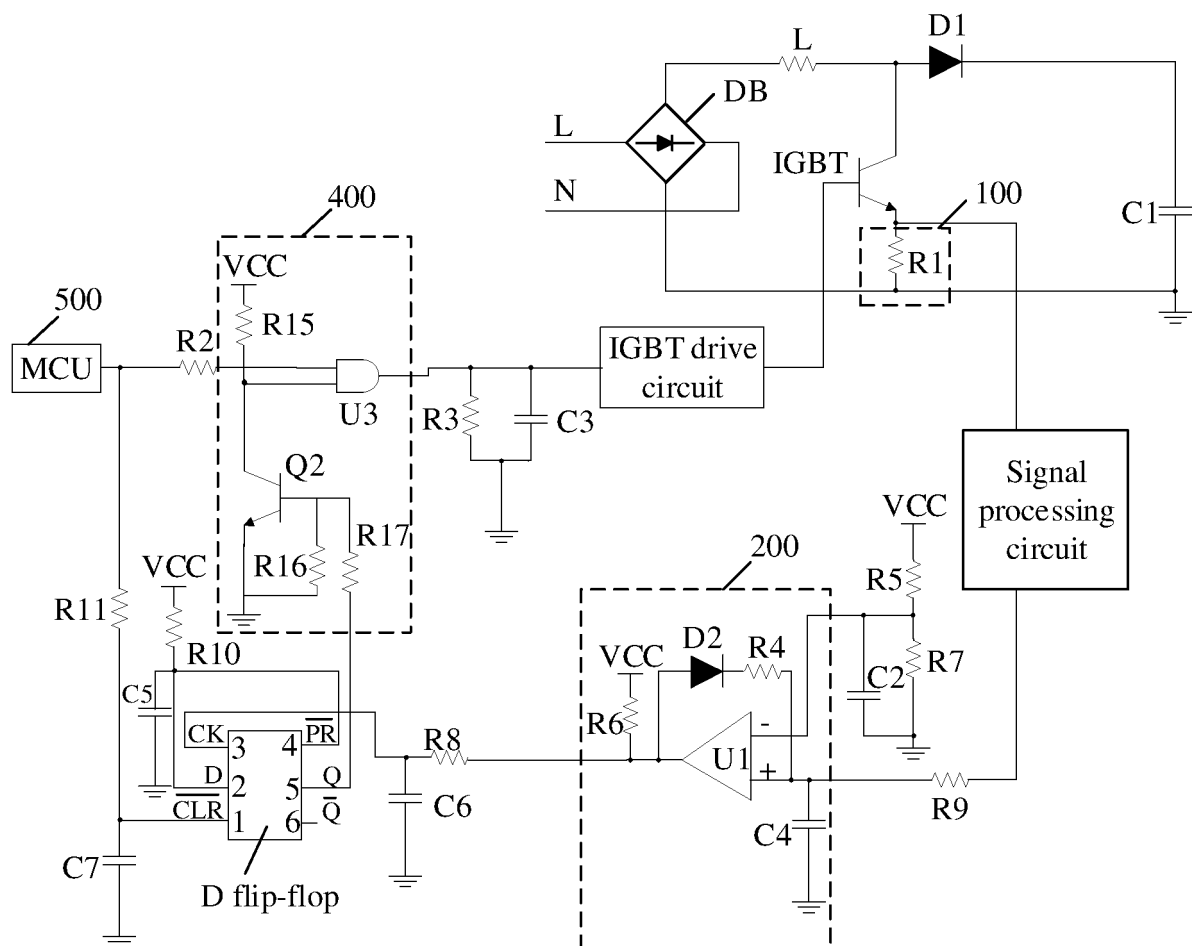 L
D1
DB
L
IGBT
N
100
400
R1
C1
VCC
500
R15
R2
MCU
IGBT drive
circuit
U3
R3
C3
Q2
Signal
processing
circuit
R17
VCC
R16
200
VCC
R5
R11
R10
D2
R4
VCC
R7
C5
C2
R6
CK
PR
3
4
R8
U1
-
+
D
Q
2
5
R9
CLR
Q
1
6
C6
C4
C7
D flip-flop